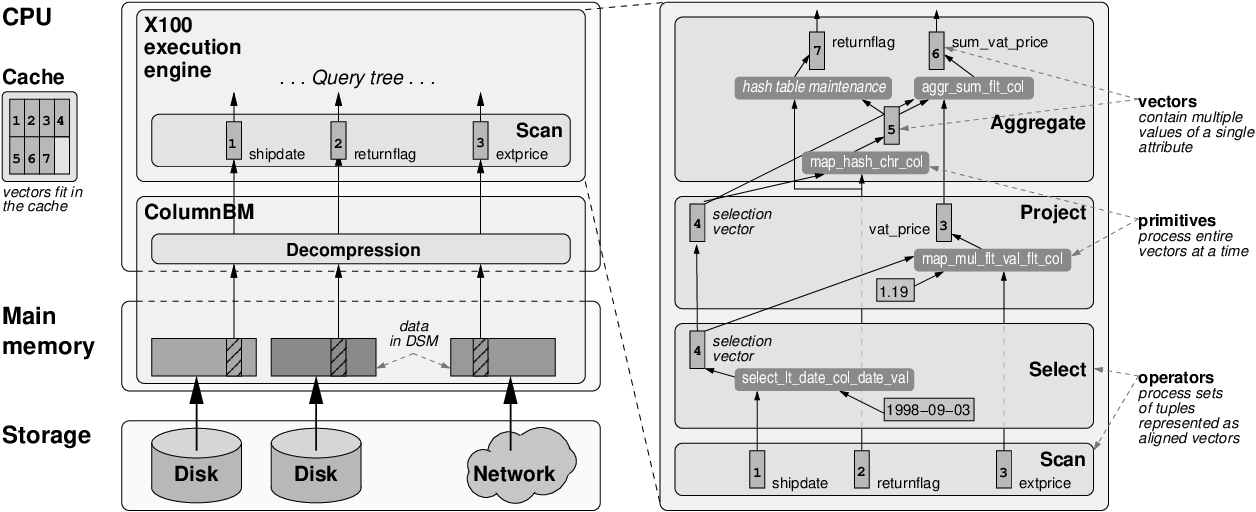 CPU
Cache
1 2 3 4
5 6 7
vectors fit in
the cache
Main
memory
Storage
X100
execution
engine
. . . Query tree . . .
Scan
1 shipdate
2 returnflag
3 extprice
ColumnBM
Decompression
data
in DSM
Disk
Disk
Network
7 returnflag
6 sum_vat_price
hash table maintenance
aggr_sum_flt_col
5
Aggregate
map_hash_chr_col
4 selection
vector
Project
vat_price 3
map_mul_flt_val_flt_col
1.19
4 selection
vector
Select
select_lt_date_col_date_val
1998−09−03
Scan
1 shipdate
2 returnflag
3 extprice
vectors
contain multiple
values of a single
attribute
primitives
process entire
vectors at a time
operators
process sets
of tuples
represented as
aligned vectors